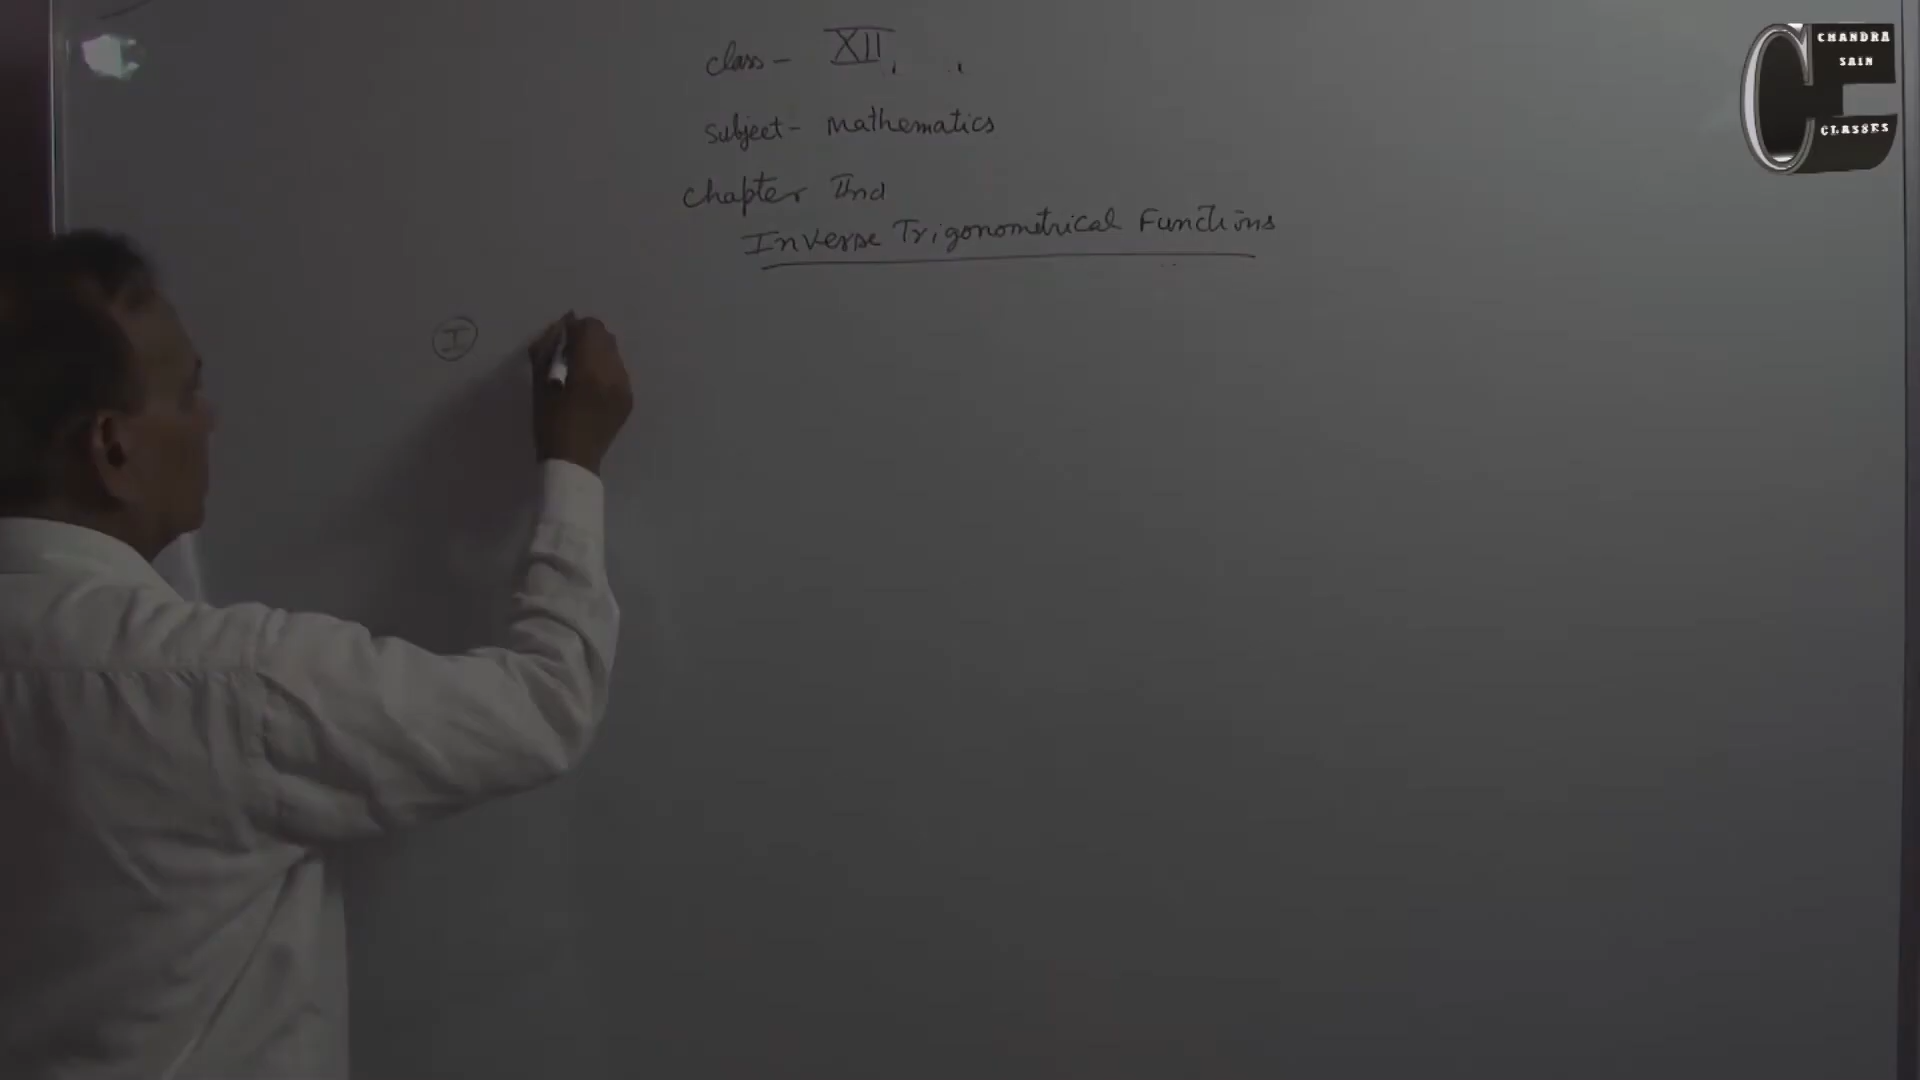 class - XII,
subject - Mathematics
chapter IInd
Inverse Trigonometrical Functions
I
CHANDRA
SAIN
CLASSES